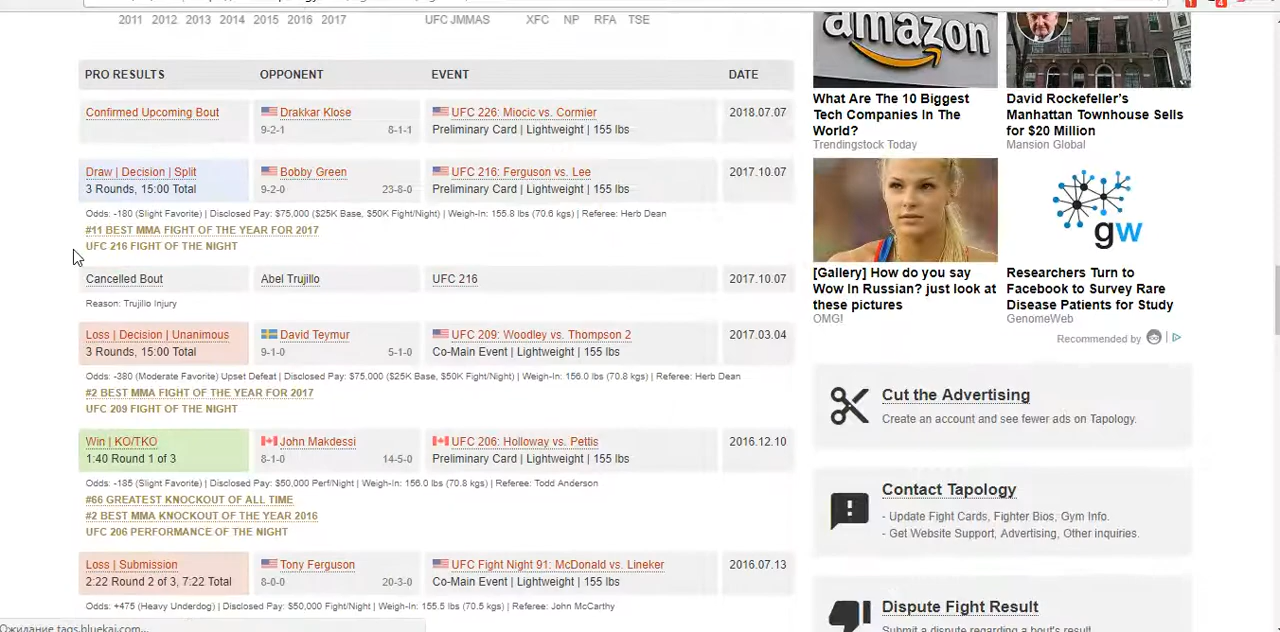 2011 2012 2013 2014 2015 2016 2017 UFC JMMAS XFC NP RFA TSE
PRO RESULTS OPPONENT EVENT DATE
Confirmed Upcoming Bout Drakkar Klose UFC 226: Miocic vs. Cormier 2018.07.07
9-2-1 8-1-1 Preliminary Card | Lightweight | 155 lbs
Draw | Decision | Split Bobby Green UFC 216: Ferguson vs. Lee 2017.10.07
3 Rounds, 15:00 Total 9-2-0 23-8-0 Preliminary Card | Lightweight | 155 lbs
Odds: -180 (Slight Favorite) | Disclosed Pay: $75,000 ($25K Base, $50K Fight/Night) | Weigh-In: 155.8 lbs (70.6 kgs) | Referee: Herb Dean
#11 BEST MMA FIGHT OF THE YEAR FOR 2017
UFC 216 FIGHT OF THE NIGHT
Cancelled Bout Abel Trujillo UFC 216 2017.10.07
Reason: Trujillo Injury
Loss | Decision | Unanimous David Teymur UFC 209: Woodley vs. Thompson 2 2017.03.04
3 Rounds, 15:00 Total 9-1-0 5-1-0 Co-Main Event | Lightweight | 155 lbs
Odds: -380 (Moderate Favorite) Upset Defeat | Disclosed Pay: $75,000 ($25K Base, $50K Fight/Night) | Weigh-In: 156.0 lbs (70.8 kgs) | Referee: Herb Dean
#2 BEST MMA FIGHT OF THE YEAR FOR 2017
UFC 209 FIGHT OF THE NIGHT
Win | KO/TKO John Makdessi UFC 206: Holloway vs. Pettis 2016.12.10
1:40 Round 1 of 3 8-1-0 14-5-0 Preliminary Card | Lightweight | 155 lbs
Odds: -185 (Slight Favorite) | Disclosed Pay: $50,000 Perf/Night | Weigh-In: 156.0 lbs (70.8 kgs) | Referee: Todd Anderson
#66 GREATEST KNOCKOUT OF ALL TIME
#2 BEST MMA KNOCKOUT OF THE YEAR 2016
UFC 206 PERFORMANCE OF THE NIGHT
Loss | Submission Tony Ferguson UFC Fight Night 91: McDonald vs. Lineker 2016.07.13
2:22 Round 2 of 3, 7:22 Total 8-0-0 20-3-0 Co-Main Event | Lightweight | 155 lbs
Odds: +475 (Heavy Underdog) | Disclosed Pay: $50,000 Fight/Night | Weigh-In: 155.5 lbs (70.5 kgs) | Referee: John McCarthy
Ожидание tags.bluekai.com...
amazon
What Are The 10 Biggest
Tech Companies In The
World?
Trendingstock Today
David Rockefeller's
Manhattan Townhouse Sells
for $20 Million
Mansion Global
[Gallery] How do you say
Wow In Russian? just look at
these pictures
OMG!
gw
Researchers Turn to
Facebook to Survey Rare
Disease Patients for Study
GenomeWeb
Recommended by
Cut the Advertising
Create an account and see fewer ads on Tapology.
Contact Tapology
- Update Fight Cards, Fighter Bios, Gym Info.
- Get Website Support, Advertising, Other inquiries.
Dispute Fight Result
Submit a dispute regarding a bout's result